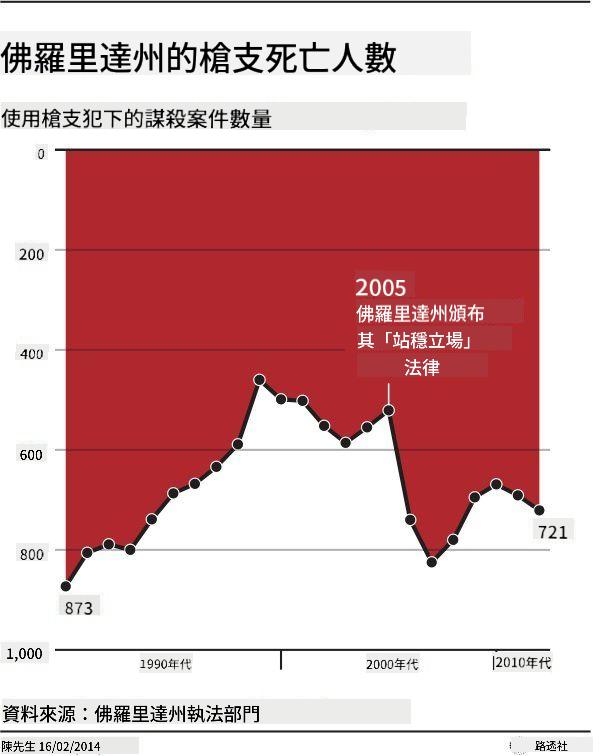 佛羅里達州的槍支死亡人數
使用槍支犯下的謀殺案件數量
0
200
400
600
800
1,000
2005
佛羅里達州頒布
其「站穩立場」
法律
873
721
1990年代
2000年代
2010年代
資料來源：佛羅里達州執法部門
陳先生 16/02/2014
路透社